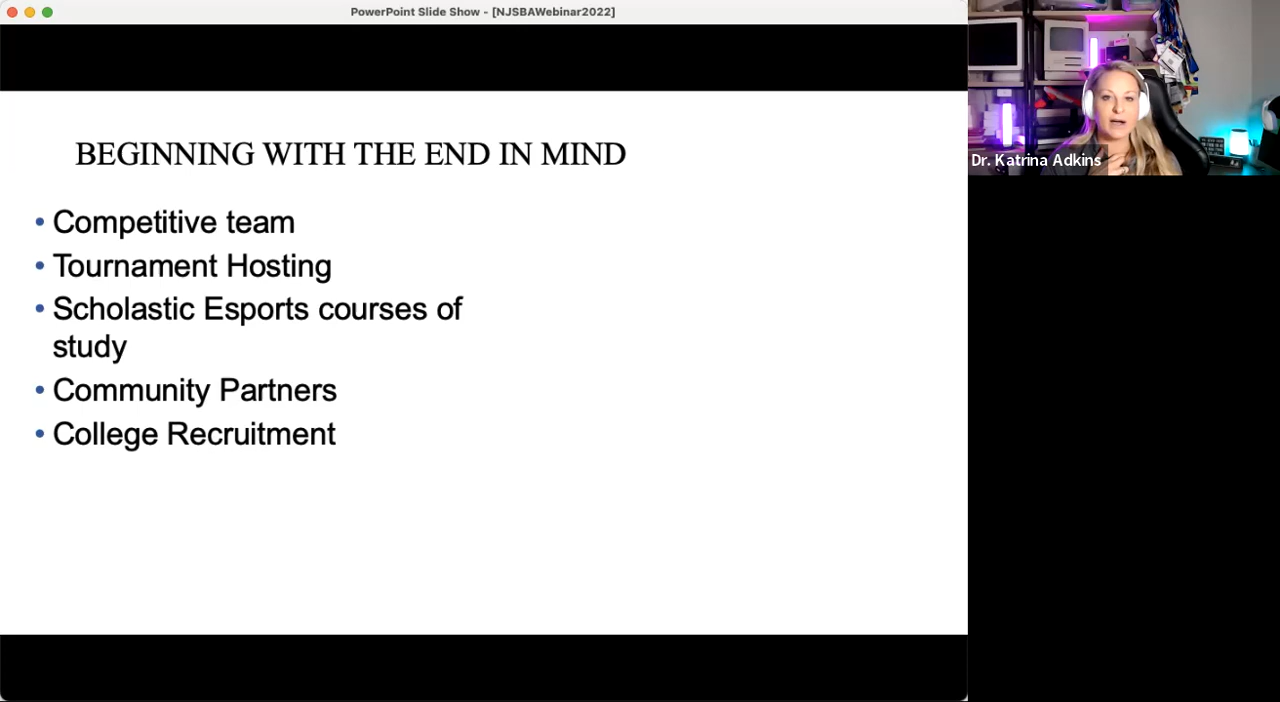 PowerPoint Slide Show - [NJSBAWebinar2022]
BEGINNING WITH THE END IN MIND
• Competitive team
• Tournament Hosting
• Scholastic Esports courses of
study
• Community Partners
• College Recruitment
Dr. Katrina Adkins